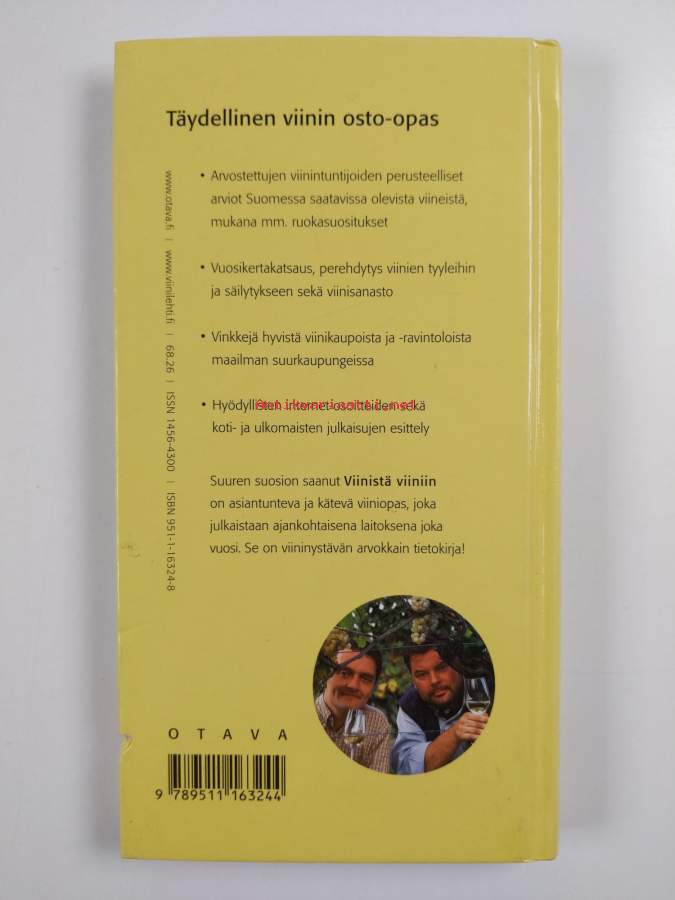 Täydellinen viinin osto-opas
• Arvostettujen viinintuntijoiden perusteelliset
arviot Suomessa saatavissa olevista viineistä,
mukana mm. ruokasuositukset
• Vuosikertakatsaus, perehdytys viinien tyyleihin
ja säilytykseen sekä viinisanasto
• Vinkkejä hyvistä viinikaupoista ja -ravintoloista
maailman suurkaupungeissa
• Hyödyllisten internet-osoitteiden sekä
koti- ja ulkomaisten julkaisujen esittely
Suuren suosion saanut Viinistä viiniin
on asiantunteva ja kätevä viiniopas, joka
julkaistaan ajankohtaisena laitoksena joka
vuosi. Se on viininystävän arvokkain tietokirja!
www.otava.fi | www.viinilehti.fi | 68.26 | ISSN 1456-4300 | ISBN 951-1-16324-8
OTAVA
9 789511 163244